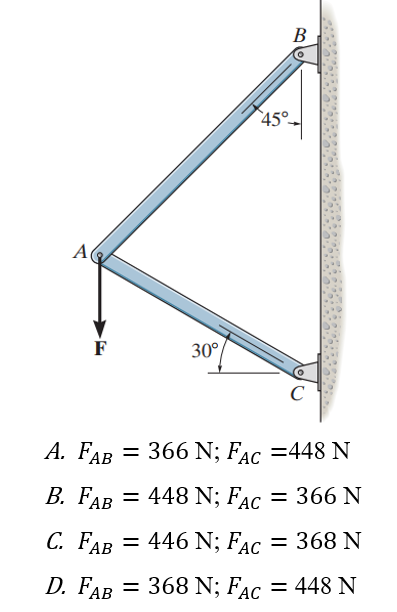 B
45°
A
F
30°
C
A. F_AB = 366 N; F_AC =448 N
B. F_AB = 448 N; F_AC = 366 N
C. F_AB = 446 N; F_AC = 368 N
D. F_AB = 368 N; F_AC = 448 N